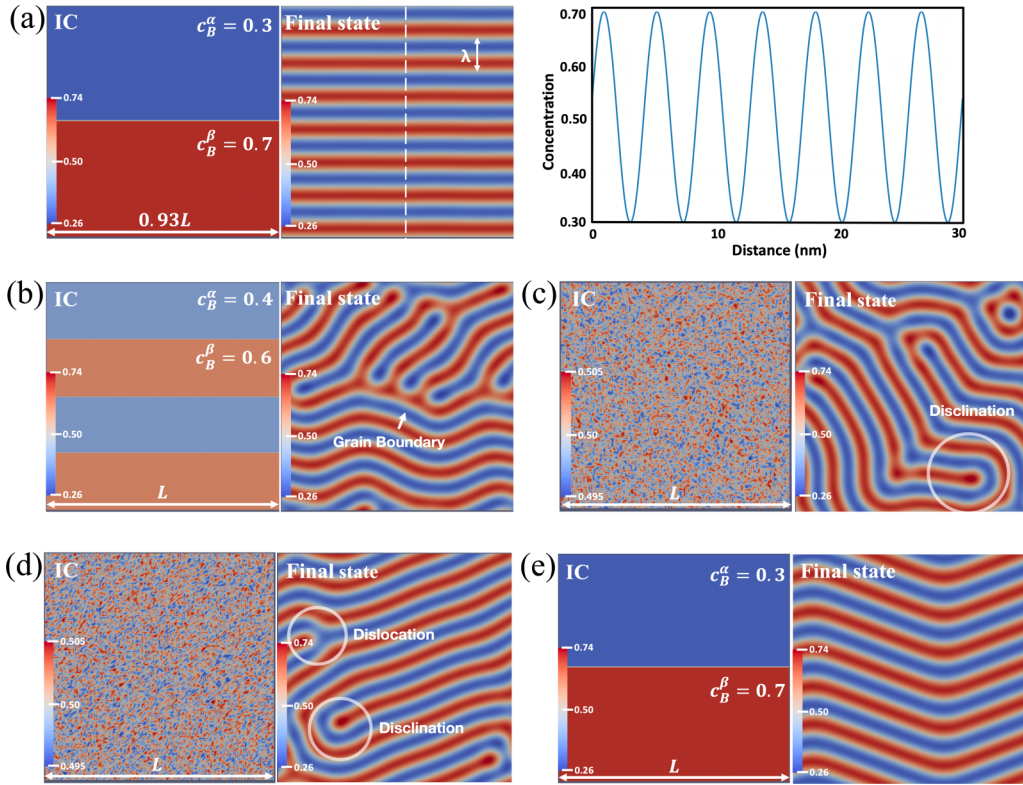 (a)
IC
c_B^α = 0.3
0.74
0.50
c_B^β = 0.7
0.26
0.93L
Final state
λ
0.74
0.50
0.26
Concentration
0.70
0.60
0.50
0.40
0.30
0 10 20 30
Distance (nm)
(b)
IC
c_B^α = 0.4
c_B^β = 0.6
0.74
0.50
0.26
L
Final state
0.74
0.50
0.26
Grain Boundary
(c)
IC
0.505
0.50
0.495
L
Final state
0.74
0.50
0.26
Disclination
(d)
IC
0.505
0.50
0.495
L
Final state
Dislocation
0.74
0.50
Disclination
0.26
(e)
IC
c_B^α = 0.3
0.74
c_B^β = 0.7
0.50
0.26
L
Final state
0.74
0.50
0.26